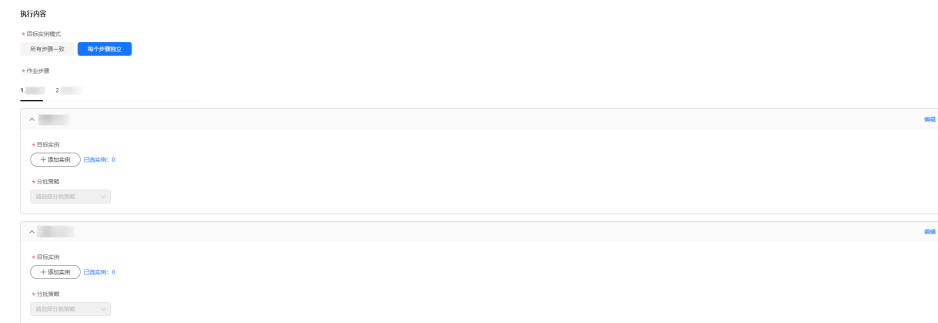 执行内容
* 目标实例模式
所有步骤一致 每个步骤独立
* 作业步骤
1. 2.
编辑
* 目标实例
+ 添加实例 已选实例: 0
* 分批策略
请选择分批策略
编辑
* 目标实例
+ 添加实例 已选实例: 0
* 分批策略
请选择分批策略